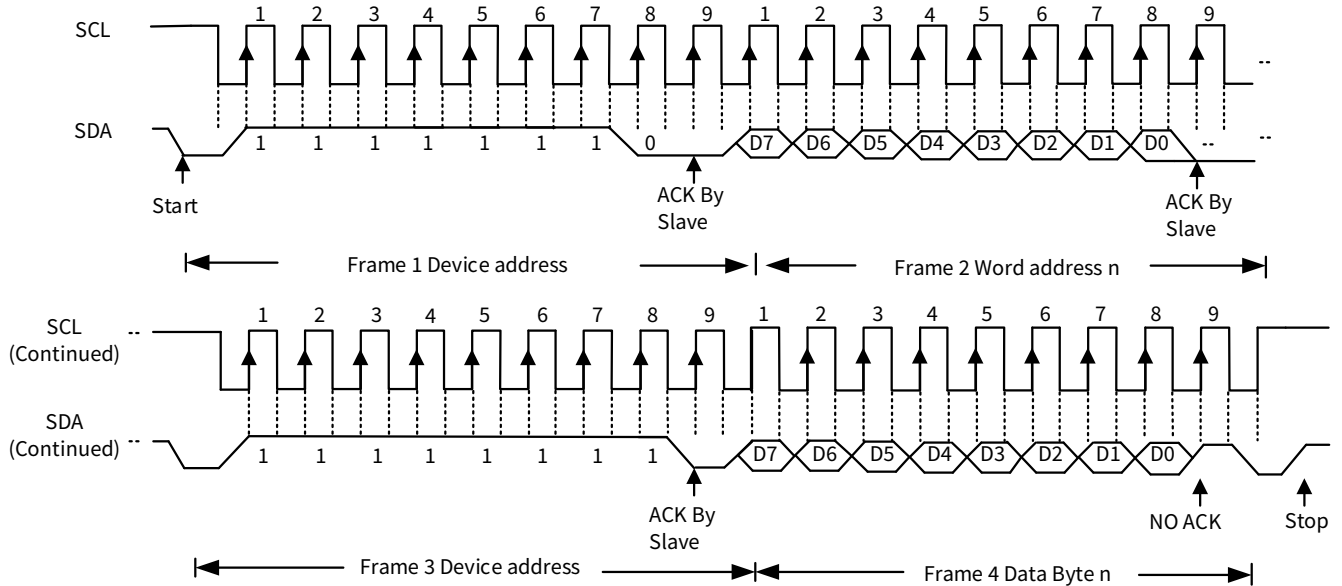 1 2 3 4 5 6 7 8 9 1 2 3 4 5 6 7 8 9
SCL
--
SDA
1 1 1 1 1 1 1 0 D7 D6 D5 D4 D3 D2 D1 D0 -- --
Start
ACK By
Slave
ACK By
Slave
Frame 1 Device address
Frame 2 Word address n
1 2 3 4 5 6 7 8 9 1 2 3 4 5 6 7 8 9
SCL --
(Continued)
SDA --
(Continued)
1 1 1 1 1 1 1 1 D7 D6 D5 D4 D3 D2 D1 D0
ACK By
Slave
NO ACK
Stop
Frame 3 Device address
Frame 4 Data Byte n